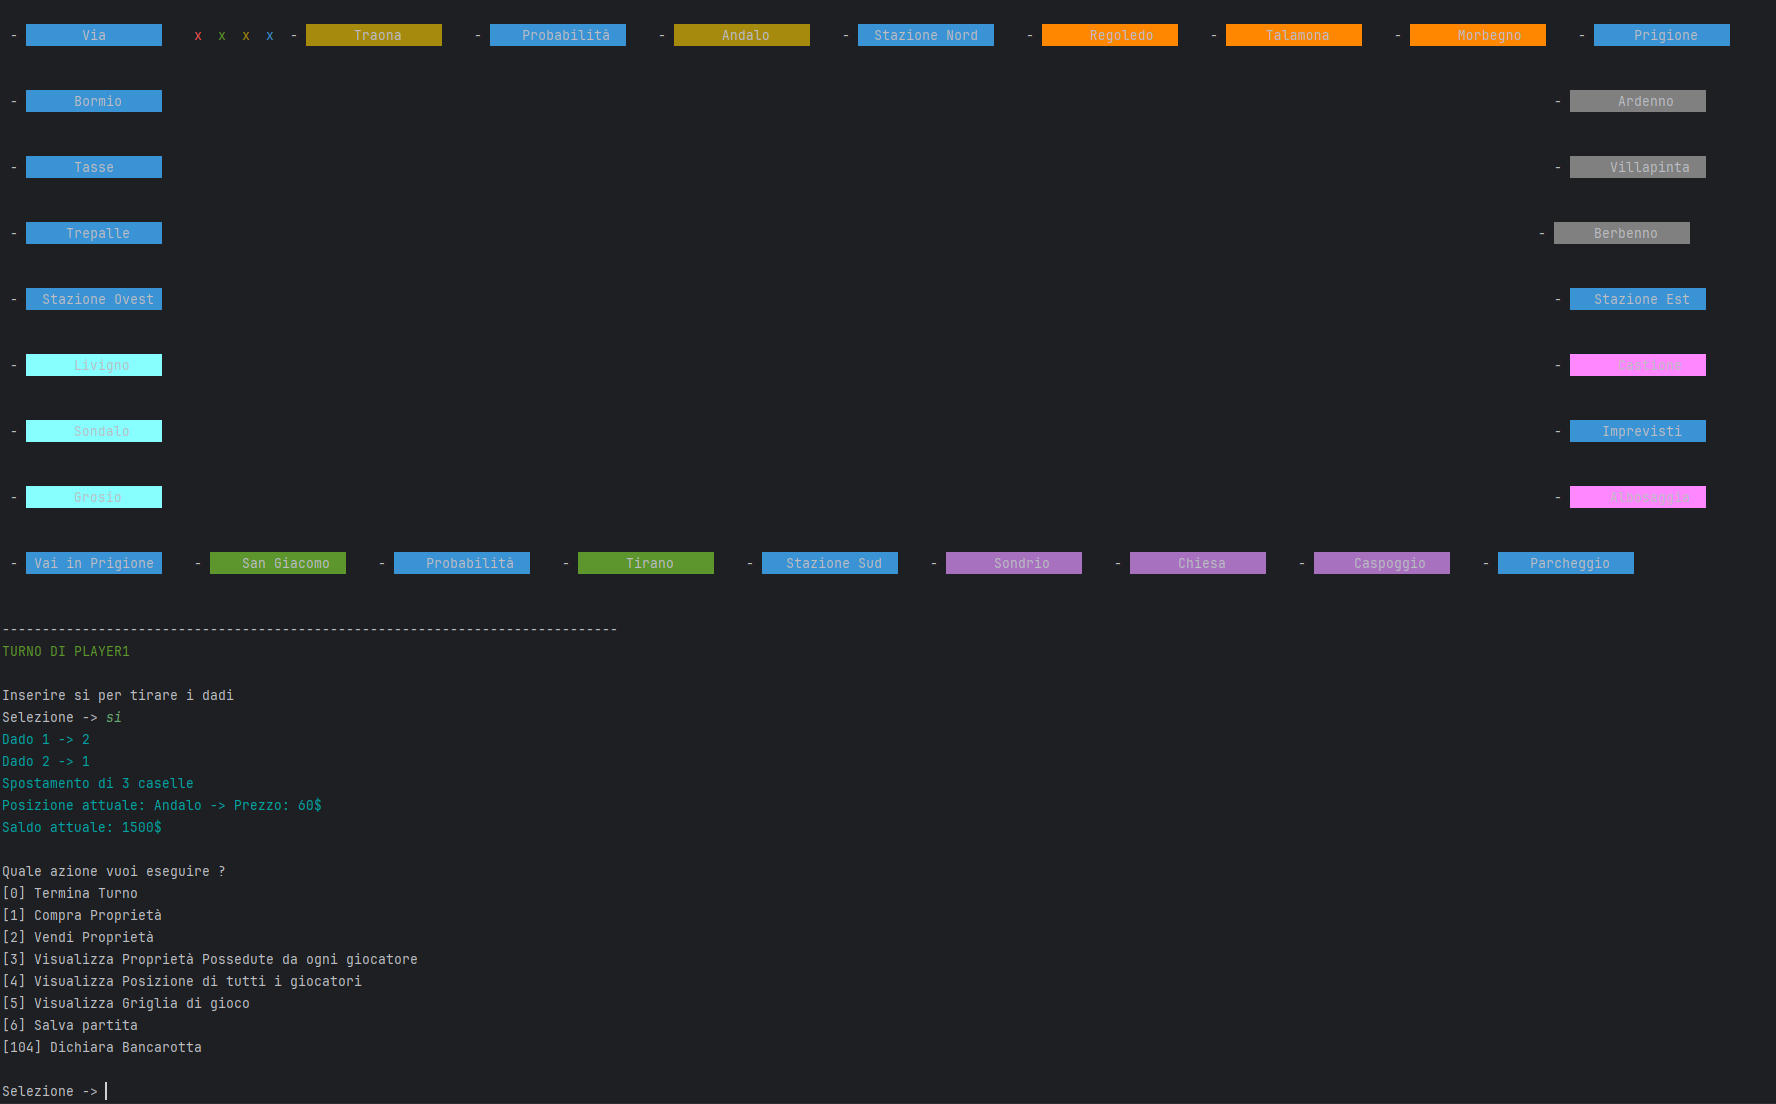 - Via x x x x - Traona - Probabilità - Andalo - Stazione Nord - Regoledo - Talamona - Morbegno - Prigione
- Bormio - Ardenno
- Tasse - Villapinta
- Trepalle - Berbenno
- Stazione Ovest - Stazione Est
- Livigno -
- Sondalo - Imprevisti
- Grosio -
- Vai in Prigione - San Giacomo - Probabilità - Tirano - Stazione Sud - Sondrio - Chiesa - Caspoggio - Parcheggio
-----------------------------------------------------------------------------
TURNO DI PLAYER1
Inserire si per tirare i dadi
Selezione -> si
Dado 1 -> 2
Dado 2 -> 1
Spostamento di 3 caselle
Posizione attuale: Andalo -> Prezzo: 60$
Saldo attuale: 1500$
Quale azione vuoi eseguire ?
[0] Termina Turno
[1] Compra Proprietà
[2] Vendi Proprietà
[3] Visualizza Proprietà Possedute da ogni giocatore
[4] Visualizza Posizione di tutti i giocatori
[5] Visualizza Griglia di gioco
[6] Salva partita
[104] Dichiara Bancarotta
Selezione ->